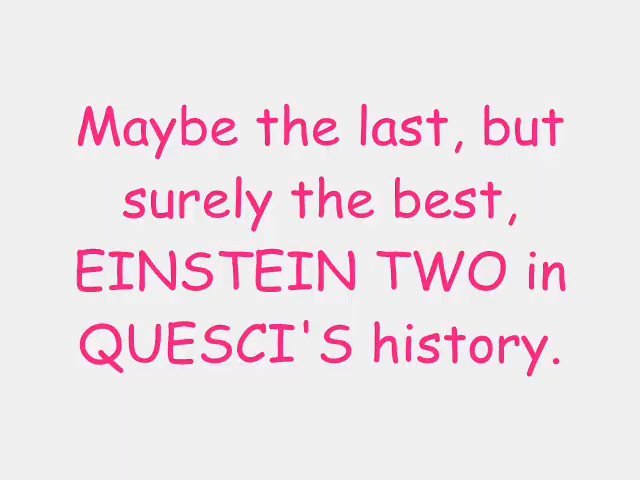 Maybe the last, but
surely the best,
EINSTEIN TWO in
QUESCI'S history.